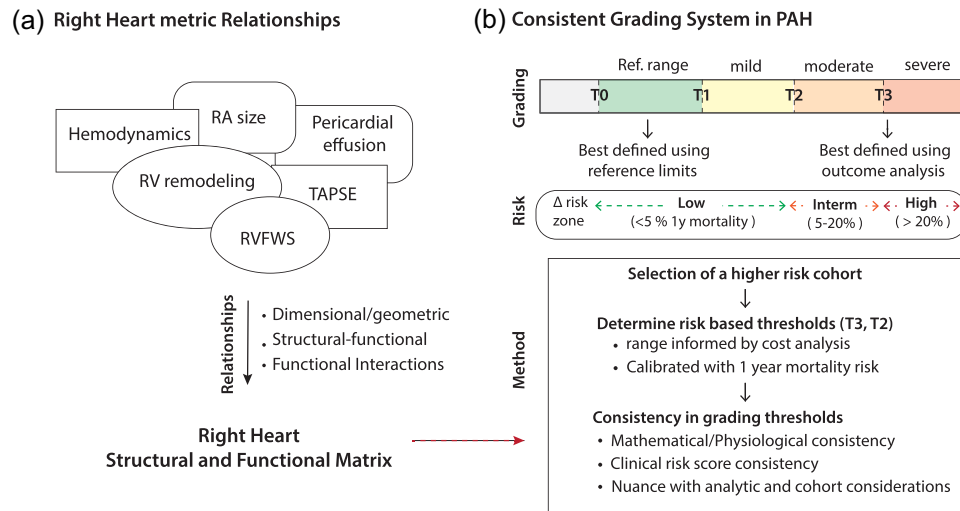 (a) Right Heart metric Relationships
RA size
Hemodynamics
Pericardial
effusion
RV remodeling
TAPSE
RVFWS
Relationships
• Dimensional/geometric
• Structural-functional
• Functional Interactions
Right Heart
Structural and Functional Matrix
(b) Consistent Grading System in PAH
Grading
Ref. range mild moderate severe
T0 T1 T2 T3
Best defined using
reference limits
Best defined using
outcome analysis
Risk
Δ risk
zone
Low
(<5 % 1y mortality )
Interm
( 5-20%)
High
( > 20%)
Method
Selection of a higher risk cohort
Determine risk based thresholds (T3, T2)
• range informed by cost analysis
• Calibrated with 1 year mortality risk
Consistency in grading thresholds
• Mathematical/Physiological consistency
• Clinical risk score consistency
• Nuance with analytic and cohort considerations